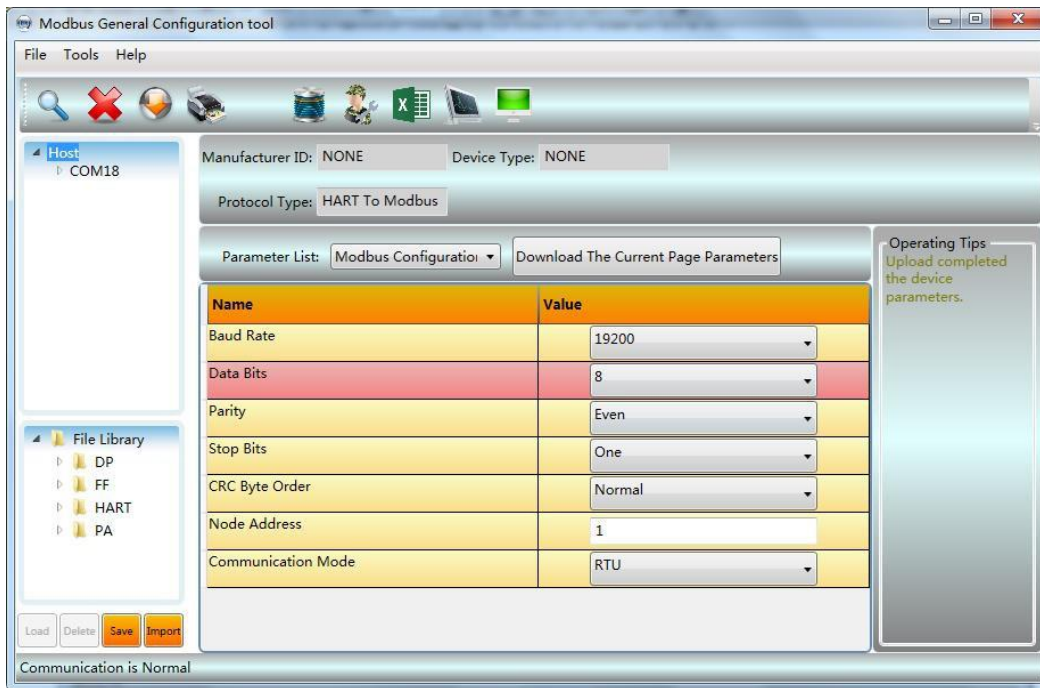 Modbus General Configuration tool
File Tools Help
Host
COM18
Manufacturer ID: NONE Device Type: NONE
Protocol Type: HART To Modbus
Parameter List: Modbus Configuration Download The Current Page Parameters
Name Value
Baud Rate 19200
Data Bits 8
Parity Even
Stop Bits One
CRC Byte Order Normal
Node Address 1
Communication Mode RTU
Operating Tips
Upload completed
the device
parameters.
File Library
DP
FF
HART
PA
Load Delete Save Import
Communication is Normal